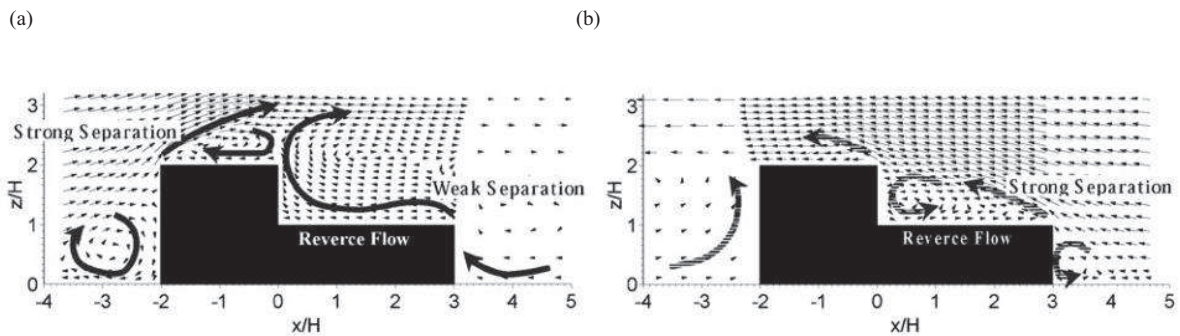 (a)
(b)
3
Strong Separation
2
z/H
Weak Separation
1
Reverce Flow
0
-4 -3 -2 -1 0 1 2 3 4 5
x/H
3
2
Strong Separation
z/H
1
Reverce Flow
0
-4 -3 -2 -1 0 1 2 3 4 5
x/H